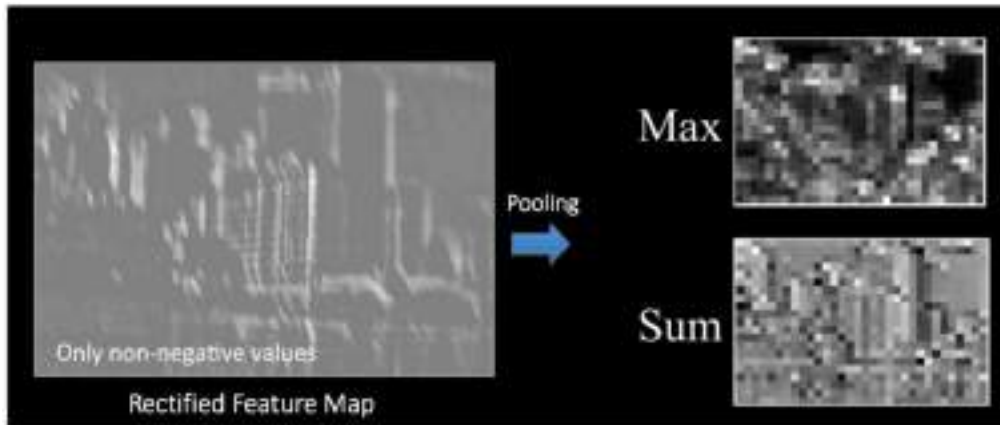 Max
Pooling
Sum
Only non-negative values
Rectified Feature Map